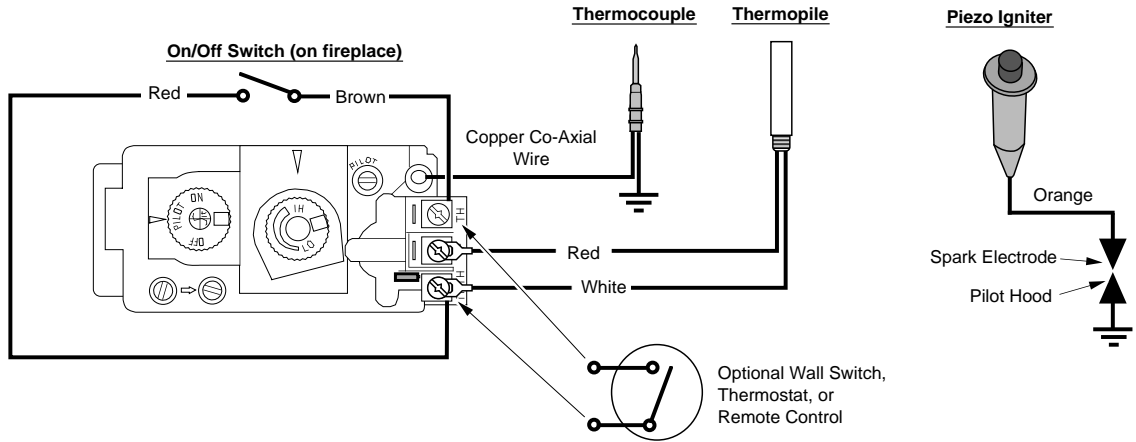 Thermocouple
Thermopile
Piezo Igniter
On/Off Switch (on fireplace)
Red
Brown
Copper Co-Axial
Wire
PILOT
ON
PILOT
OFF
HI
LO
TH
Orange
Red
Spark Electrode
White
Pilot Hood
Optional Wall Switch,
Thermostat, or
Remote Control